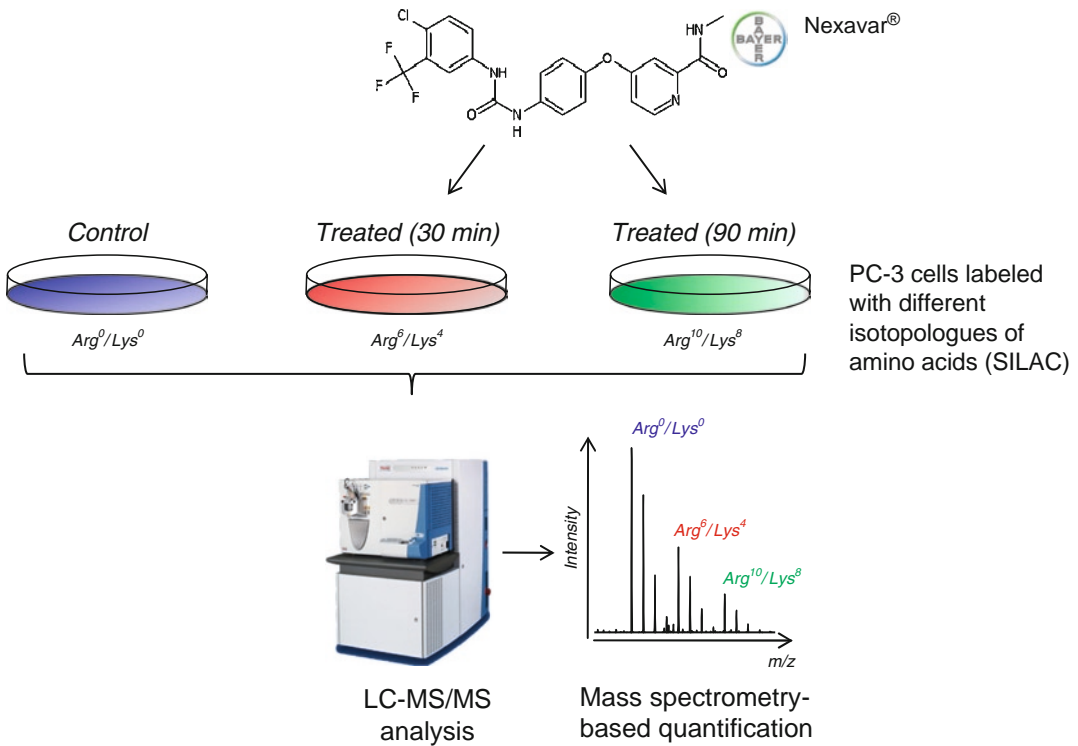 Cl
F
F
F
NH
O
N
H
O
N
O
HN
BAYER
BAYER
Nexavar®
Control
Treated (30 min)
Treated (90 min)
Arg⁰/Lys⁰
Arg⁶/Lys⁴
Arg¹⁰/Lys⁸
PC-3 cells labeled
with different
isotopologues of
amino acids (SILAC)
Arg⁰/Lys⁰
Arg⁶/Lys⁴
Arg¹⁰/Lys⁸
Intensity
m/z
LC-MS/MS
analysis
Mass spectrometry-
based quantification